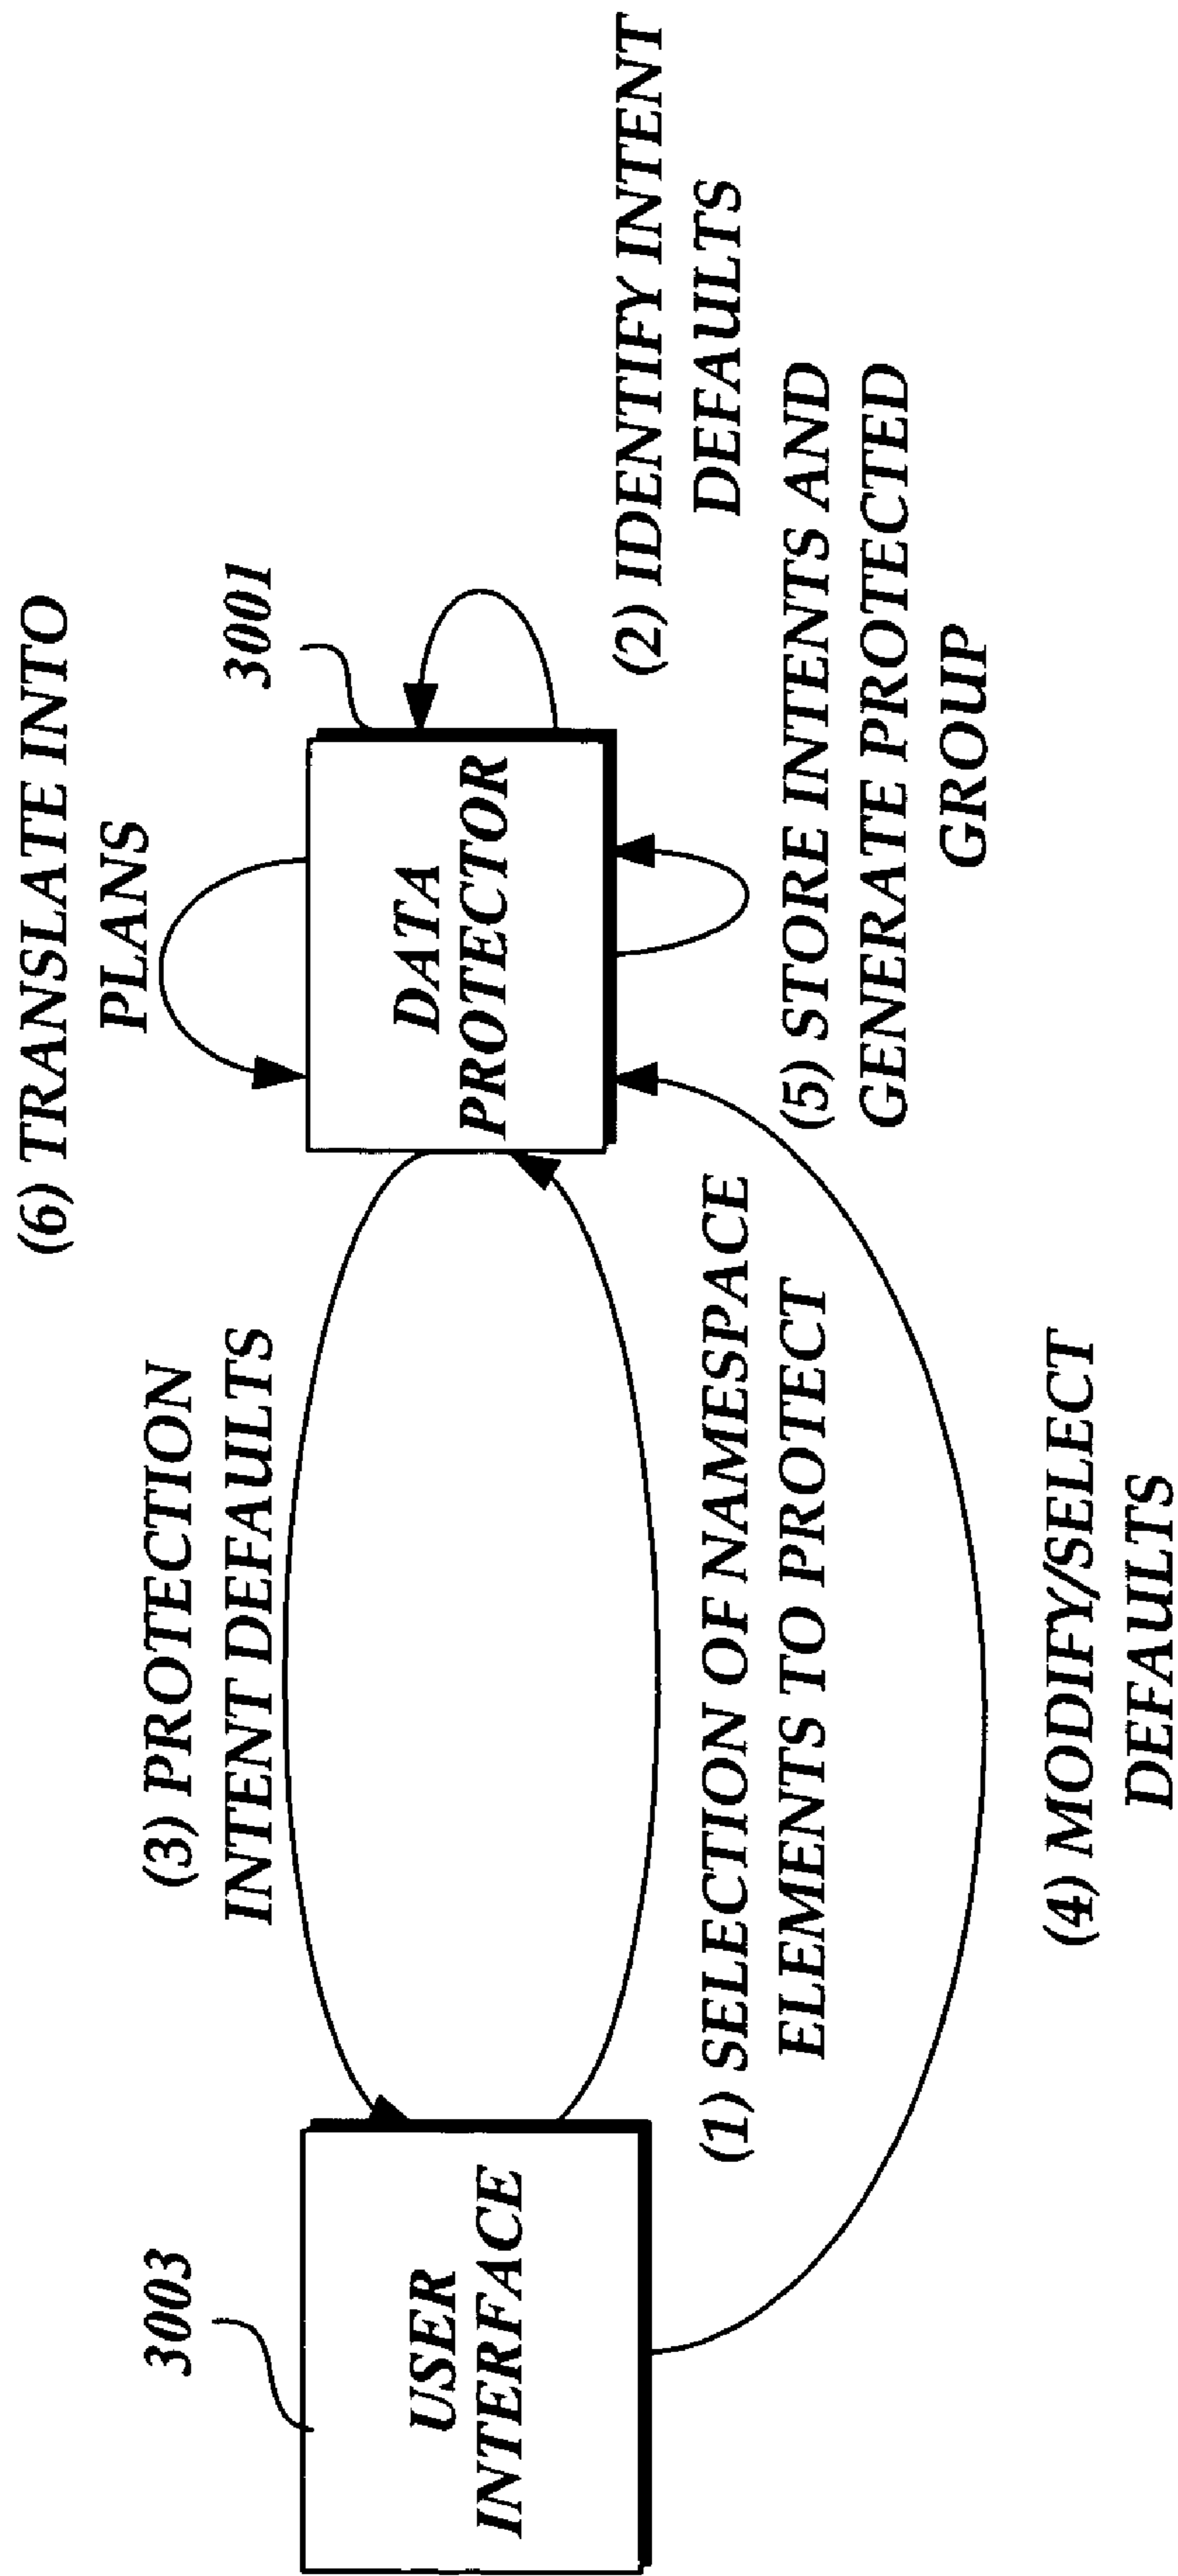 (6) TRANSLATE INTO
PLANS
(3) PROTECTION
INTENT DEFAULTS
3003
3001
USER
INTERFACE
DATA
PROTECTOR
(2) IDENTIFY INTENT
DEFAULTS
(1) SELECTION OF NAMESPACE
ELEMENTS TO PROTECT
(5) STORE INTENTS AND
GENERATE PROTECTED
GROUP
(4) MODIFY/SELECT
DEFAULTS